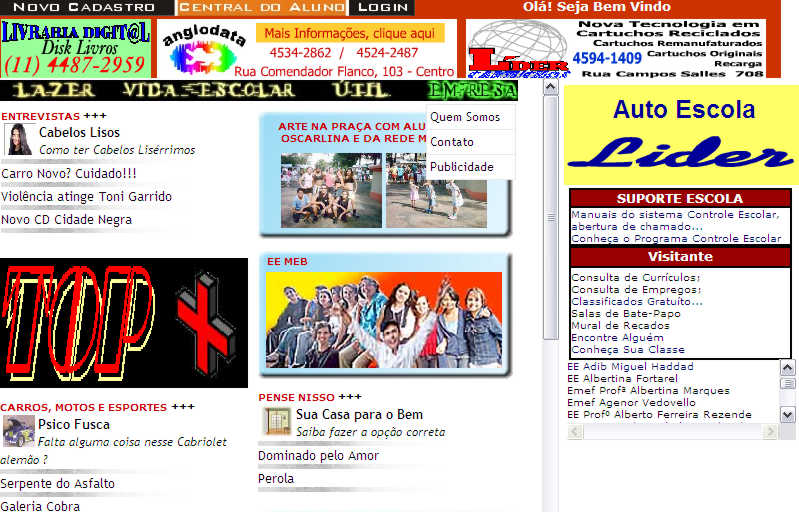 Novo Cadastro
Central do Aluno
Login
Olá! Seja Bem Vindo
LIVRARIA DIGIT@L
Disk Livros
(11) 4487-2959
anglodata
Mais Informações, clique aqui
4534-2862 / 4524-2487
Rua Comendador Flanco, 103 - Centro
LÍDER
Nova Tecnologia em
Cartuchos Reciclados
Cartuchos Remanufaturados
4594-1409
Cartuchos Originais
Recarga
Rua Campos Salles 708
LAZER
VIDA ESCOLAR
ÚTIL
EMPRESA
Quem Somos
Contato
Publicidade
ENTREVISTAS +++
Cabelos Lisos
Como ter Cabelos Lisérrimos
Carro Novo? Cuidado!!!
Violência atinge Toni Garrido
Novo CD Cidade Negra
TOP
CARROS, MOTOS E ESPORTES +++
Psico Fusca
Falta alguma coisa nesse Cabriolet
alemão ?
Serpente do Asfalto
Galeria Cobra
ARTE NA PRAÇA COM ALU
OSCARLINA E DA REDE M
EE MEB
PENSE NISSO +++
Sua Casa para o Bem
Saiba fazer a opção correta
Dominado pelo Amor
Perola
Auto Escola
Lider
SUPORTE ESCOLA
Manuais do sistema Controle Escolar,
abertura de chamado...
Conheça o Programa Controle Escolar
Visitante
Consulta de Currículos;
Consulta de Empregos;
Classificados Gratuíto...
Salas de Bate-Papo
Mural de Recados
Encontre Alguém
Conheça Sua Classe
EE Adib Miguel Haddad
EE Albertina Fortarel
Emef Profª Albertina Marques
Emef Agenor Vedovello
EE Profº Alberto Ferreira Rezende